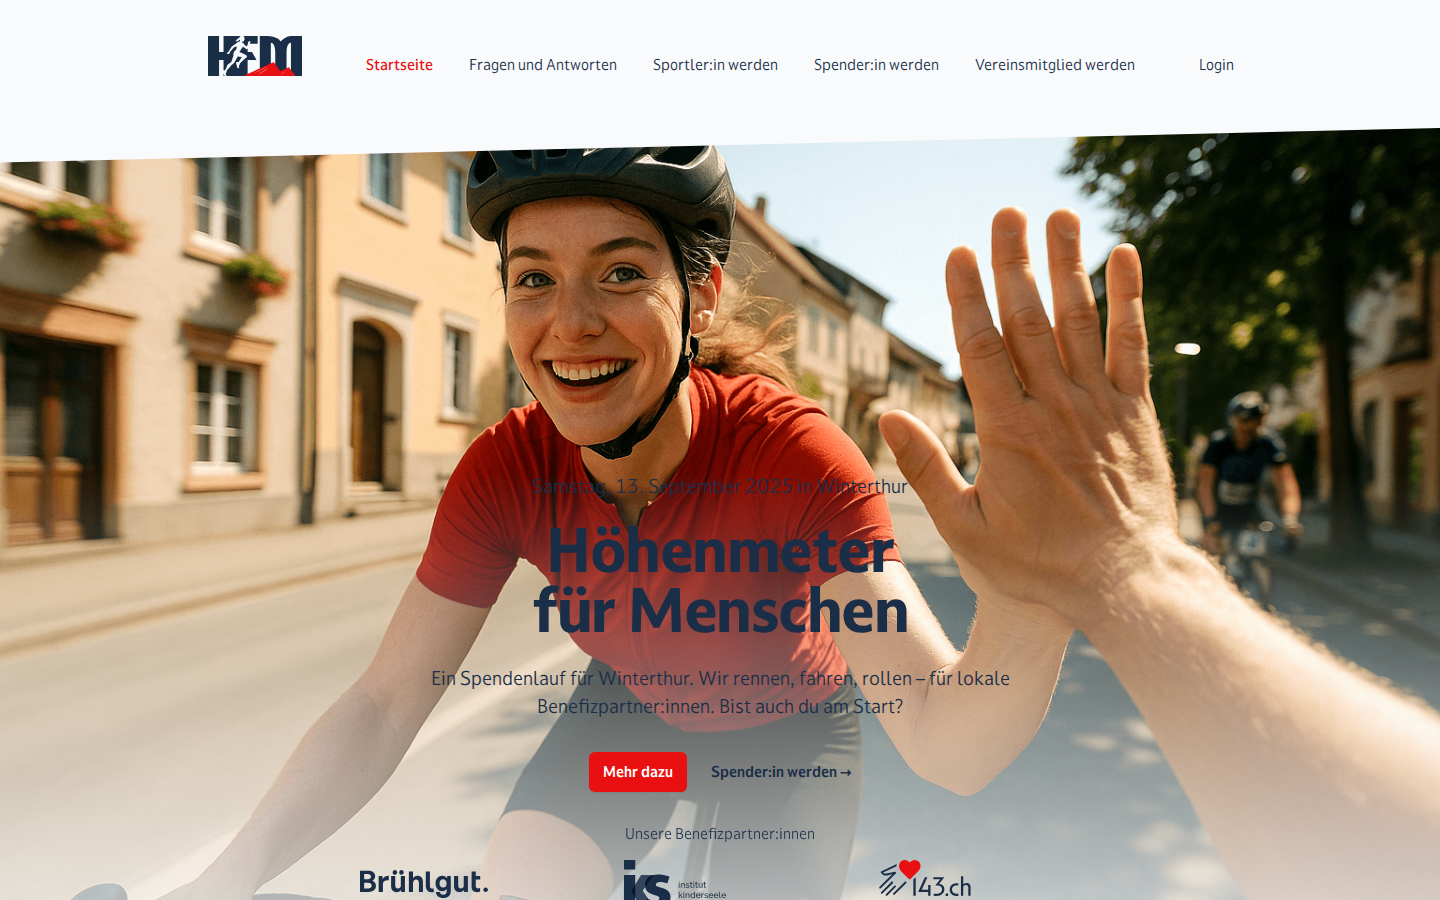 HFM
Startseite
Fragen und Antworten
Sportler:in werden
Spender:in werden
Vereinsmitglied werden
Login
Samstag, 13. September 2025 in Winterthur
Höhenmeter
für Menschen
Ein Spendenlauf für Winterthur. Wir rennen, fahren, rollen – für lokale
Benefizpartner:innen. Bist auch du am Start?
Mehr dazu
Spender:in werden →
Unsere Benefizpartner:innen
Brühlgut.
iks
institut
kinderseele
143.ch